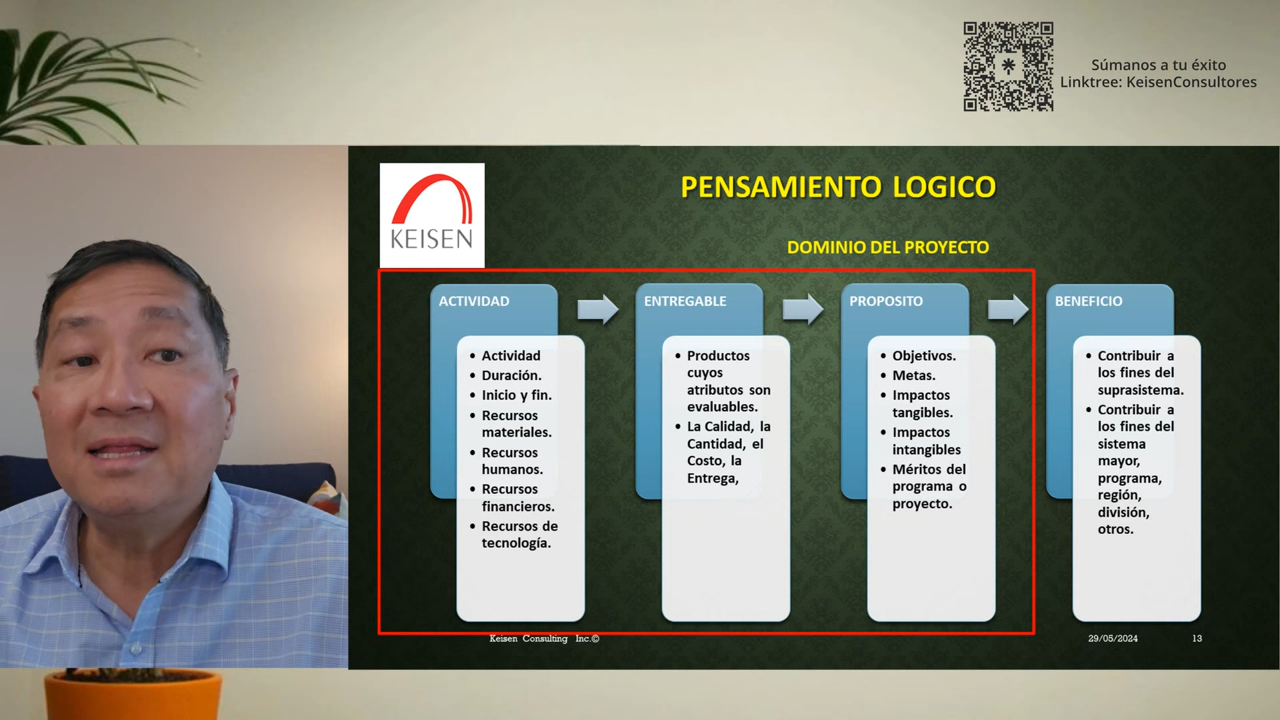 Súmanos a tu éxito
Linktree: KeisenConsultores
KEISEN
PENSAMIENTO LOGICO
DOMINIO DEL PROYECTO
ACTIVIDAD
• Actividad
• Duración.
• Inicio y fin.
• Recursos
materiales.
• Recursos
humanos.
• Recursos
financieros.
• Recursos de
tecnología.
ENTREGABLE
• Productos
cuyos
atributos son
evaluables.
• La Calidad, la
Cantidad, el
Costo, la
Entrega,
PROPOSITO
• Objetivos.
• Metas.
• Impactos
tangibles.
• Impactos
intangibles
• Méritos del
programa o
proyecto.
BENEFICIO
• Contribuir a
los fines del
suprasistema.
• Contribuir a
los fines del
sistema
mayor,
programa,
región,
división,
otros.
Keisen Consulting Inc.©
29/05/2024
13